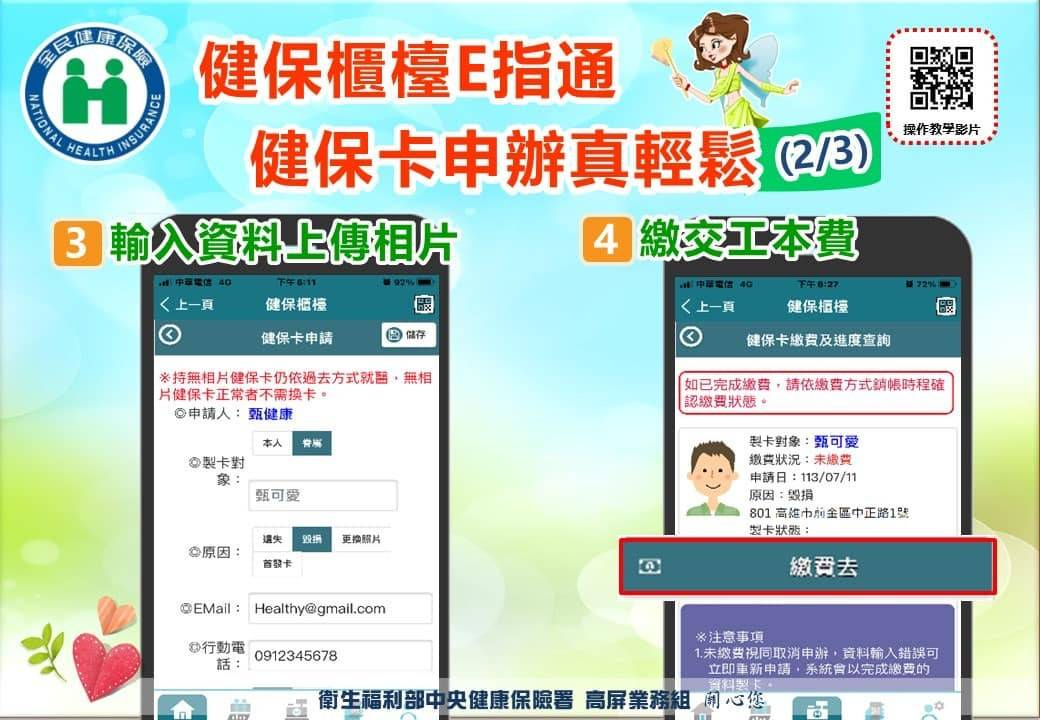 全民健康保險
NATIONAL HEALTH INSURANCE
健保櫃檯E指通
健保卡申辦真輕鬆 (2/3)
操作教學影片
3 輸入資料上傳相片
中華電信 4G 下午 6:11 92%
上一頁 健保櫃檯
健保卡申請 儲存
※持無相片健保卡仍依過去方式就醫，無相
片健保卡正常者不需換卡。
◎申請人： 甄健康
本人 眷屬
◎製卡對
象：
甄可愛
遺失 毀損 更換照片
◎原因：
首發卡
◎EMail： Healthy@gmail.com
◎行動電
話： 0912345678
4 繳交工本費
中華電信 4G 下午 6:27 72%
上一頁 健保櫃檯
健保卡繳費及進度查詢
如已完成繳費，請依繳費方式銷帳時程確
認繳費狀態。
製卡對象：甄可愛
繳費狀況：未繳費
申請日：113/07/11
原因：毀損
801 高雄市前金區中正路1號
製卡狀態：
繳費去
※注意事項
1.未繳費視同取消申辦，資料輸入錯誤可
立即重新申請，系統會以完成繳費的
資料製卡。
衛生福利部中央健康保險署 高屏業務組 關心您